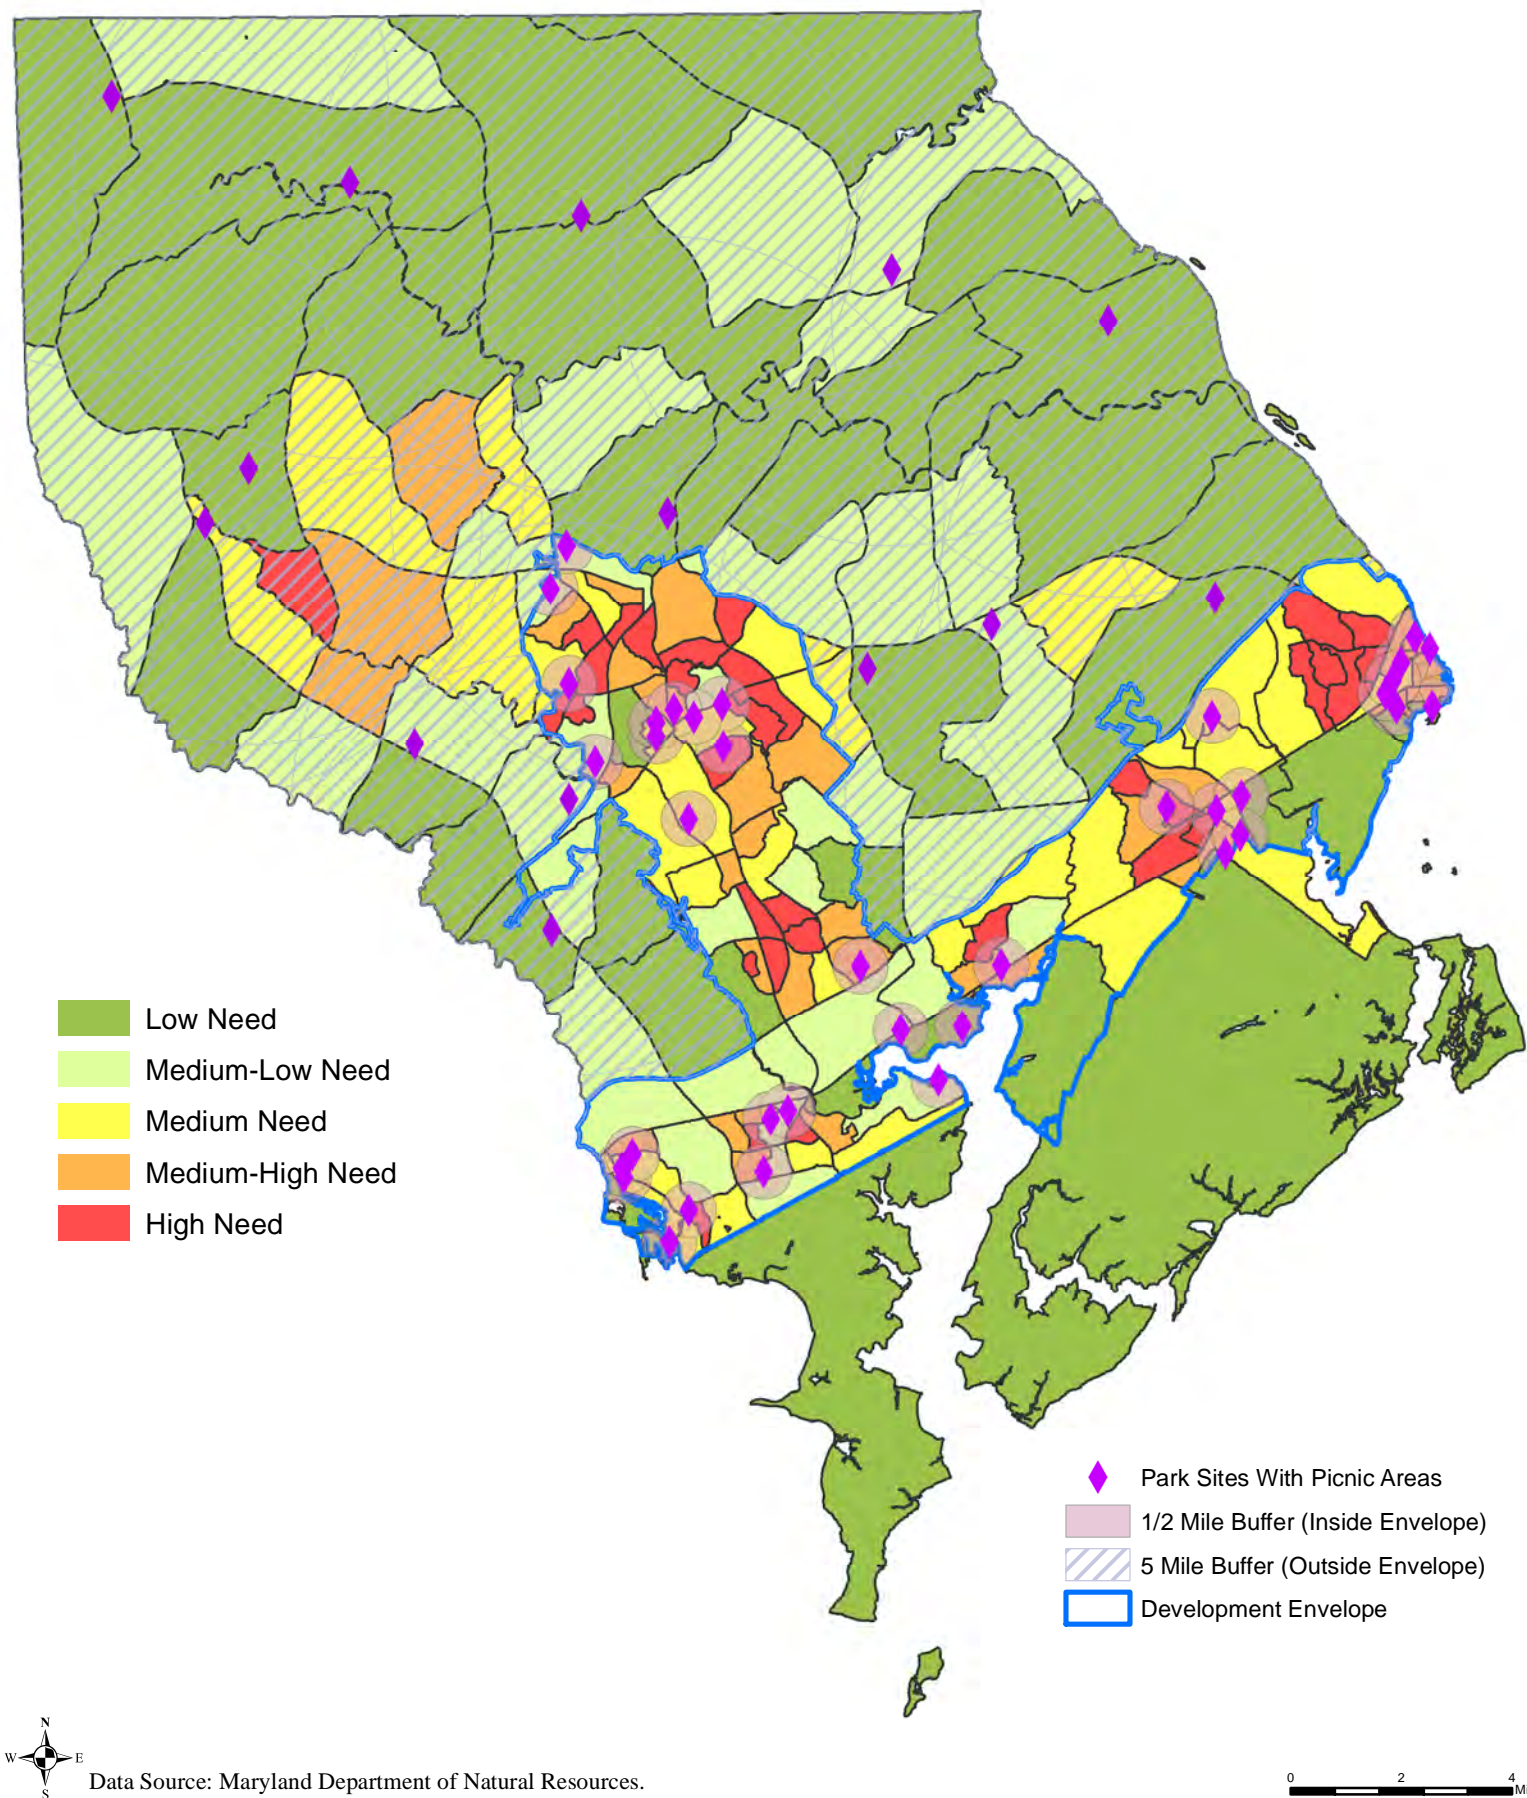 Low Need
Medium-Low Need
Medium Need
Medium-High Need
High Need
Park Sites With Picnic Areas
1/2 Mile Buffer (Inside Envelope)
5 Mile Buffer (Outside Envelope)
Development Envelope
N
W E
S
Data Source: Maryland Department of Natural Resources.
0 2 4
Mi